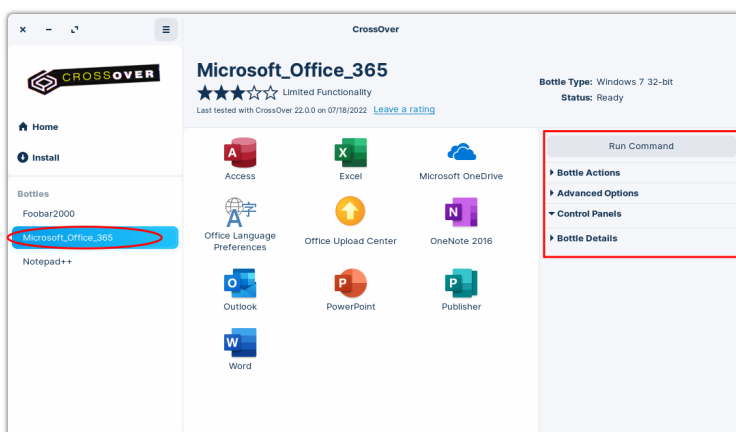 CrossOver
CROSSOVER
Home
Install
Bottles
Foobar2000
Microsoft_Office_365
Notepad++
Microsoft_Office_365
Limited Functionality
Last tested with CrossOver 22.0.0 on 07/18/2022 Leave a rating
Bottle Type: Windows 7 32-bit
Status: Ready
A
Access
X
Excel
Microsoft OneDrive
A字
Office Language
Preferences
Office Upload Center
N
OneNote 2016
O
Outlook
P
PowerPoint
P
Publisher
W
Word
Run Command
Bottle Actions
Advanced Options
Control Panels
Bottle Details